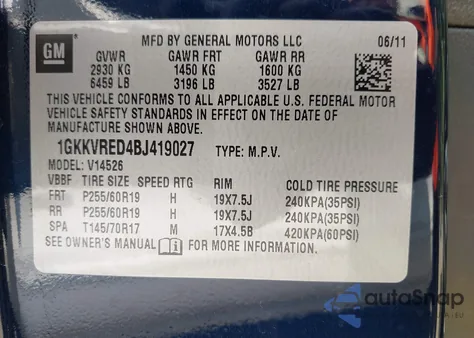 GM
MFD BY GENERAL MOTORS LLC 06/11
GVWR GAWR FRT GAWR RR
2930 KG 1450 KG 1600 KG
6459 LB 3196 LB 3527 LB
THIS VEHICLE CONFORMS TO ALL APPLICABLE U.S. FEDERAL MOTOR
VEHICLE SAFETY STANDARDS IN EFFECT ON THE DATE OF
MANUFACTURE SHOWN ABOVE.
1GKKVRED4BJ419027 TYPE: M.P.V.
MODEL: V14526
VBBF TIRE SIZE SPEED RTG RIM COLD TIRE PRESSURE
FRT P255/60R19 H 19X7.5J 240KPA(35PSI)
RR P255/60R19 H 19X7.5J 240KPA(35PSI)
SPA T145/70R17 M 17X4.5B 420KPA(60PSI)
SEE OWNER'S MANUAL FOR MORE INFORMATION.
autoSnap